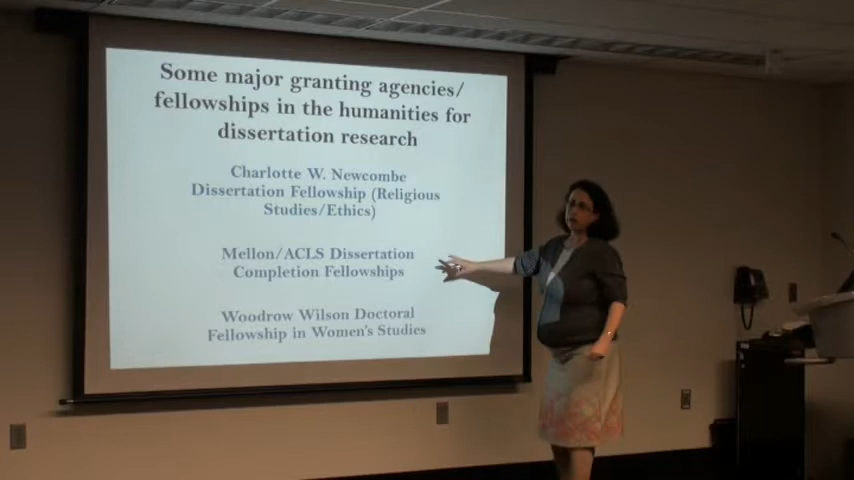 Some major granting agencies/
fellowships in the humanities for
dissertation research
Charlotte W. Newcombe
Dissertation Fellowship (Religious
Studies/Ethics)
Mellon/ACLS Dissertation
Completion Fellowships
Woodrow Wilson Doctoral
Fellowship in Women's Studies